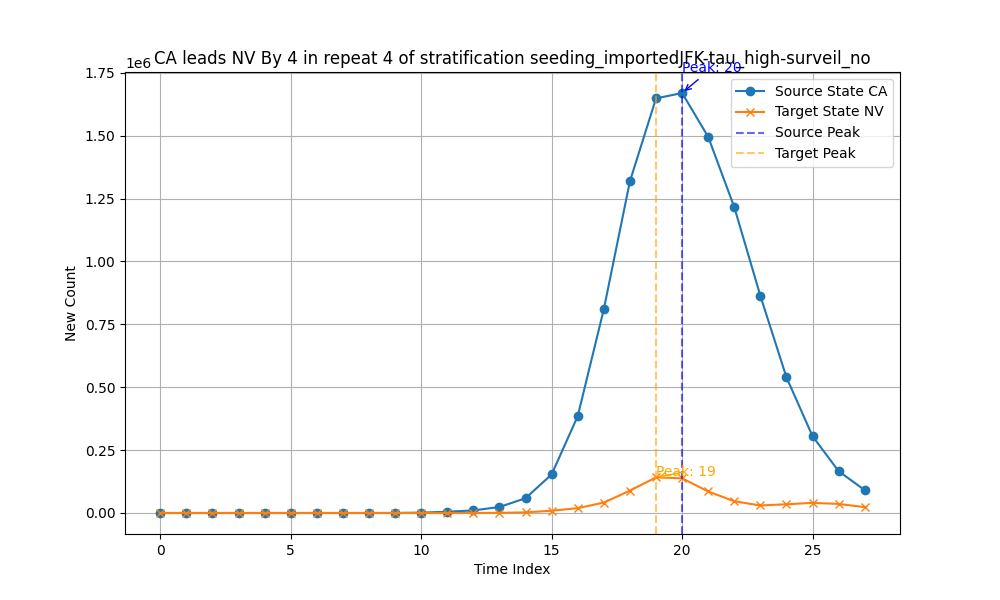 CA leads NV By 4 in repeat 4 of stratification seeding_importedJFK-tau_high-surveil_no
1e6
Peak: 20
1.75
1.50
1.25
1.00
0.75
0.50
0.25
0.00
New Count
Source State CA
Target State NV
Source Peak
Target Peak
Peak: 19
0
5
10
15
20
25
Time Index